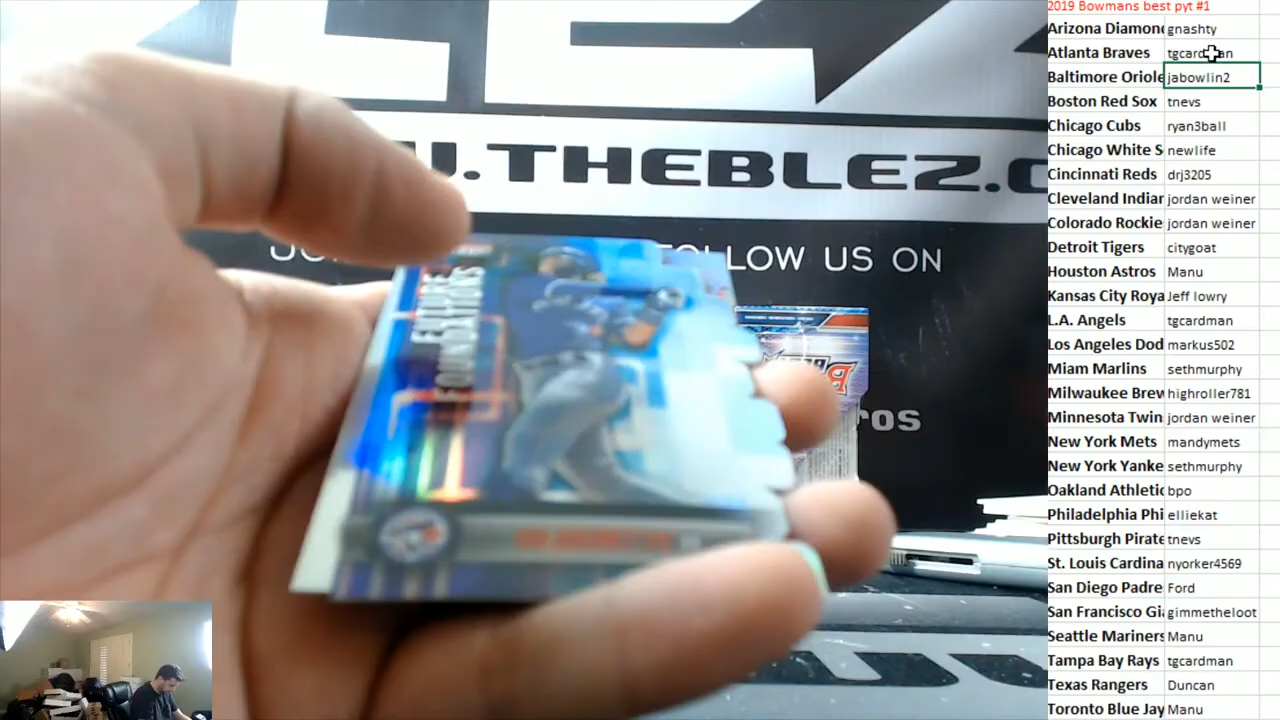 U.THEBLEZ.C
LLOW US ON
ros
FUTURE
FOUNDATIONS
2019 Bowmans best pyt #1
Arizona Diamond gnashty
Atlanta Braves
Baltimore Oriole jabowlin2
Boston Red Sox tnevs
Chicago Cubs ryan3ball
Chicago White S newlife
Cincinnati Reds drj3205
Cleveland Indian jordan weiner
Colorado Rockie jordan weiner
Detroit Tigers citygoat
Houston Astros Manu
Kansas City Roya Jeff lowry
L.A. Angels tgcardman
Los Angeles Dod markus502
Miam Marlins sethmurphy
Milwaukee Brew highroller781
Minnesota Twin jordan weiner
New York Mets mandymets
New York Yanke sethmurphy
Oakland Athletic bpo
Philadelphia Phi elliekat
Pittsburgh Pirate tnevs
St. Louis Cardina nyorker4569
San Diego Padre Ford
San Francisco Gi gimmetheloot
Seattle Mariners Manu
Tampa Bay Rays tgcardman
Texas Rangers Duncan
Toronto Blue Jay Manu